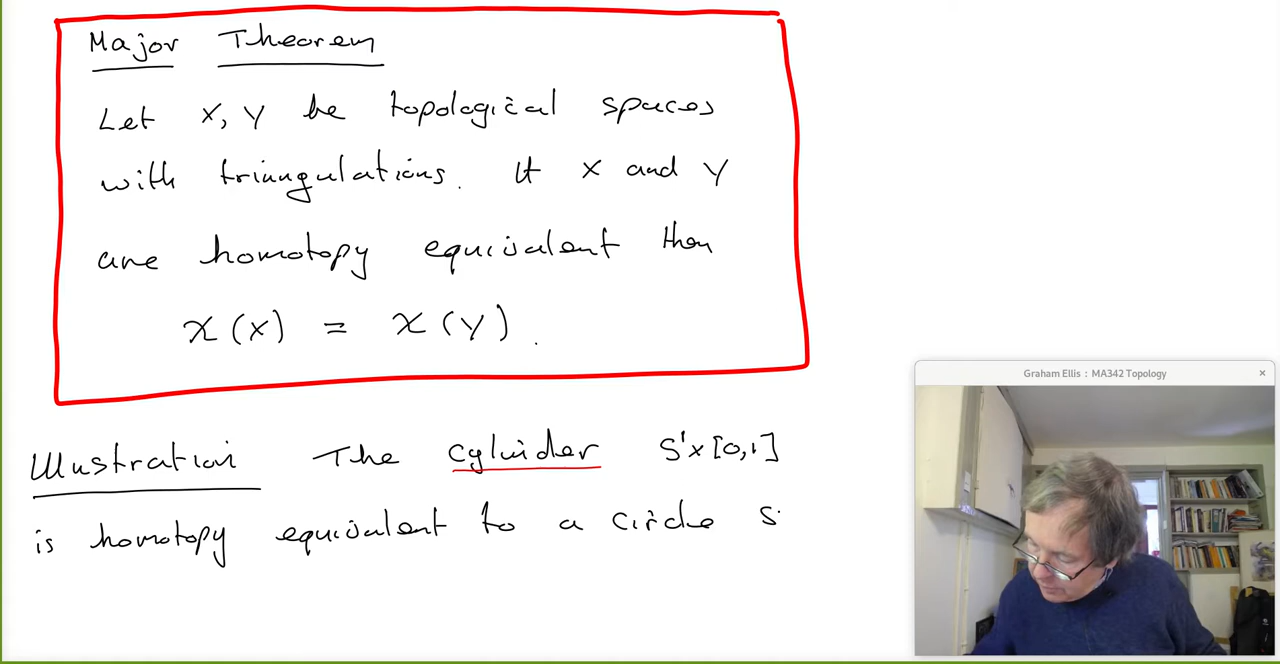 Major Theorem
Let X, Y be topological spaces
with triangulations. If X and Y
are homotopy equivalent then
χ(X) = χ(Y).
Illustration The cylinder S¹×[0,1]
is homotopy equivalent to a circle S
Graham Ellis : MA342 Topology ×